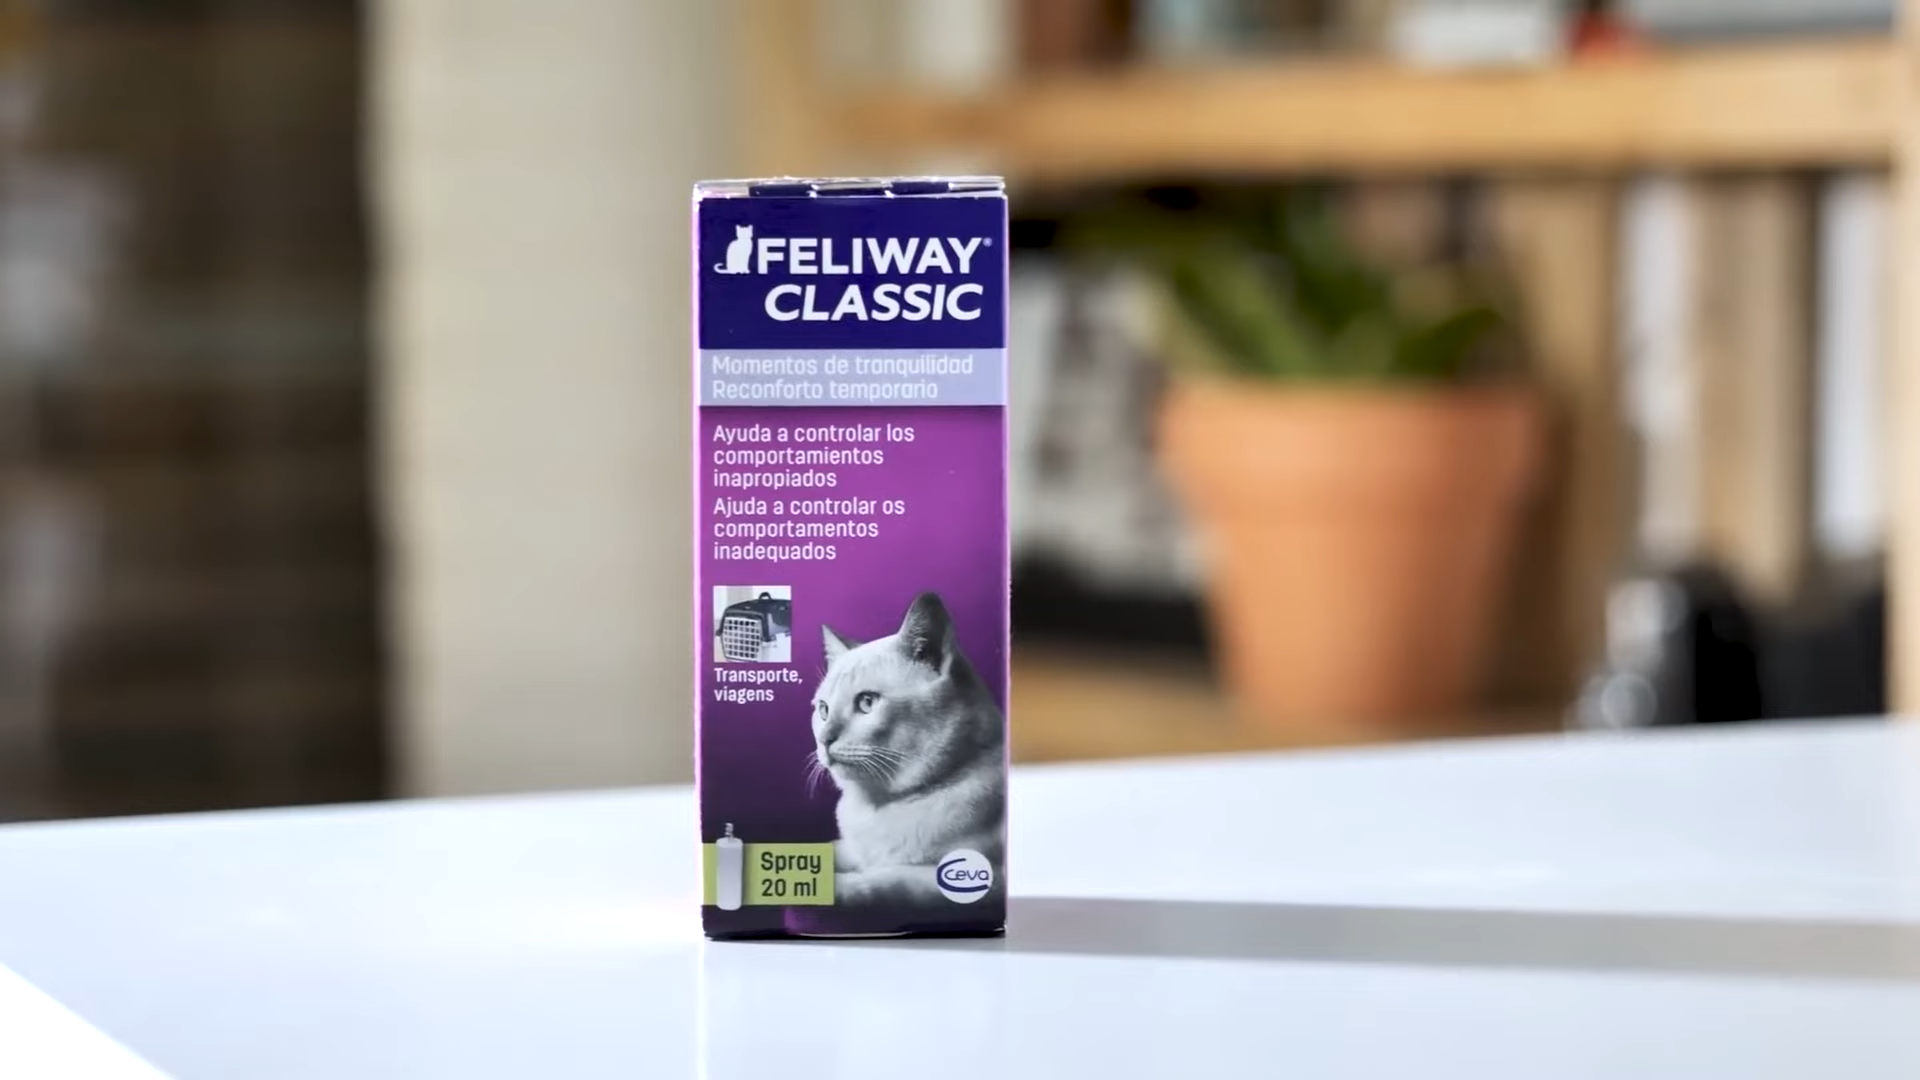 FELIWAY®
CLASSIC
Momentos de tranquilidad
Reconforto temporario
Ayuda a controlar los
comportamientos
inapropiados
Ajuda a controlar os
comportamentos
inadequados
Transporte,
viagens
Spray
20 ml
Ceva